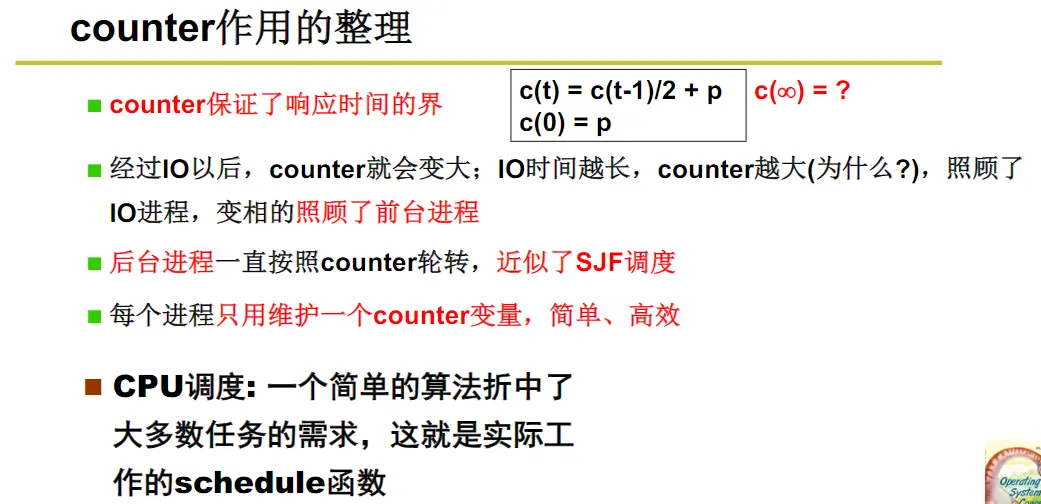 counter作用的整理
counter保证了响应时间的界
c(t) = c(t-1)/2 + p
c(0) = p
c(∞) = ?
经过IO以后，counter就会变大；IO时间越长，counter越大(为什么?)，照顾了
IO进程，变相的照顾了前台进程
后台进程一直按照counter轮转，近似了SJF调度
每个进程只用维护一个counter变量，简单、高效
CPU调度: 一个简单的算法折中了
大多数任务的需求，这就是实际工
作的schedule函数
Operating
System